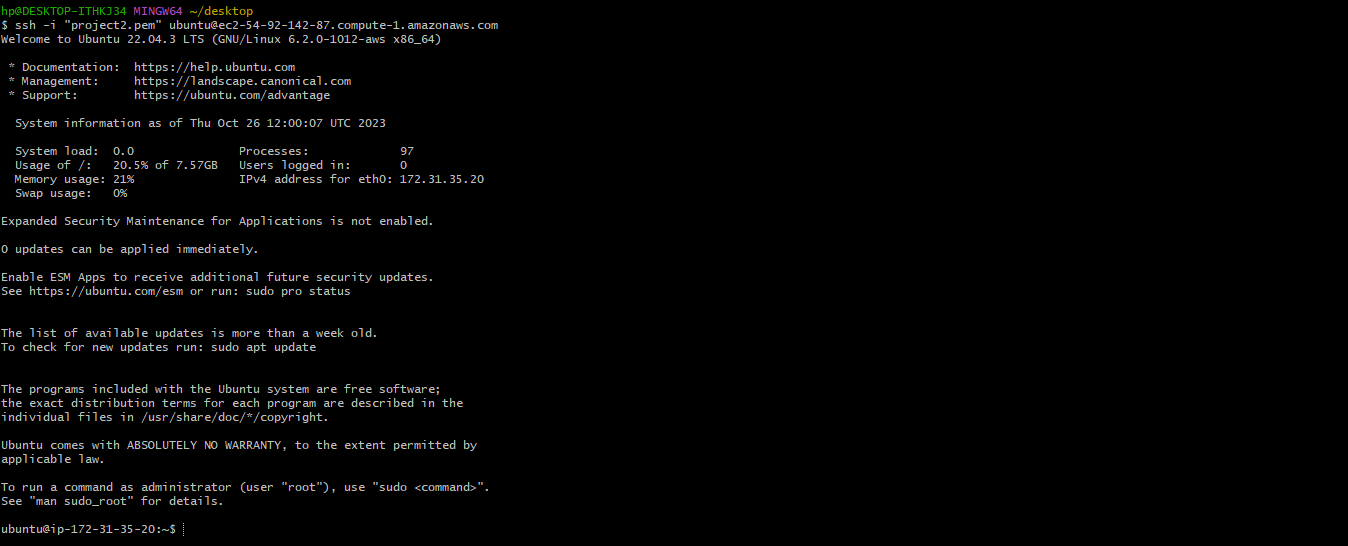 hp@DESKTOP-ITHKJ34 MINGW64 ~/desktop
$ ssh -i "project2.pem" ubuntu@ec2-54-92-142-87.compute-1.amazonaws.com
Welcome to Ubuntu 22.04.3 LTS (GNU/Linux 6.2.0-1012-aws x86_64)

 * Documentation:  https://help.ubuntu.com
 * Management:     https://landscape.canonical.com
 * Support:        https://ubuntu.com/advantage

  System information as of Thu Oct 26 12:00:07 UTC 2023

  System load:  0.0               Processes:             97
  Usage of /:   20.5% of 7.57GB   Users logged in:       0
  Memory usage: 21%               IPv4 address for eth0: 172.31.35.20
  Swap usage:   0%

Expanded Security Maintenance for Applications is not enabled.

0 updates can be applied immediately.

Enable ESM Apps to receive additional future security updates.
See https://ubuntu.com/esm or run: sudo pro status

The list of available updates is more than a week old.
To check for new updates run: sudo apt update

The programs included with the Ubuntu system are free software;
the exact distribution terms for each program are described in the
individual files in /usr/share/doc/*/copyright.

Ubuntu comes with ABSOLUTELY NO WARRANTY, to the extent permitted by
applicable law.

To run a command as administrator (user "root"), use "sudo <command>".
See "man sudo_root" for details.

ubuntu@ip-172-31-35-20:~$